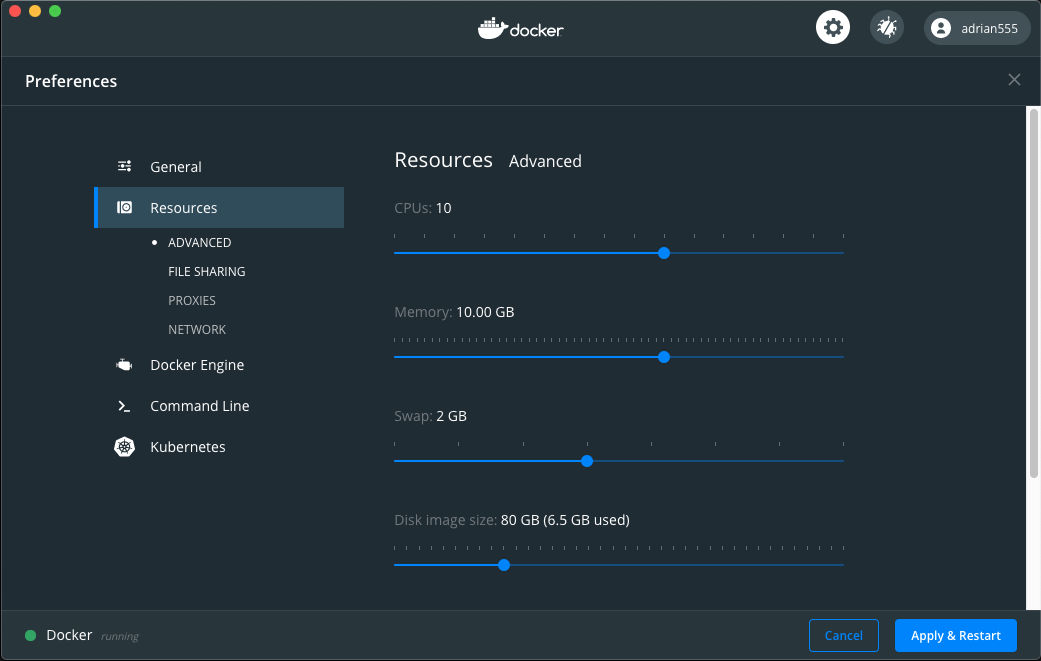 docker
adrian555
Preferences
General
Resources
ADVANCED
FILE SHARING
PROXIES
NETWORK
Docker Engine
Command Line
Kubernetes
Resources Advanced
CPUs: 10
Memory: 10.00 GB
Swap: 2 GB
Disk image size: 80 GB (6.5 GB used)
Docker running
Cancel
Apply & Restart